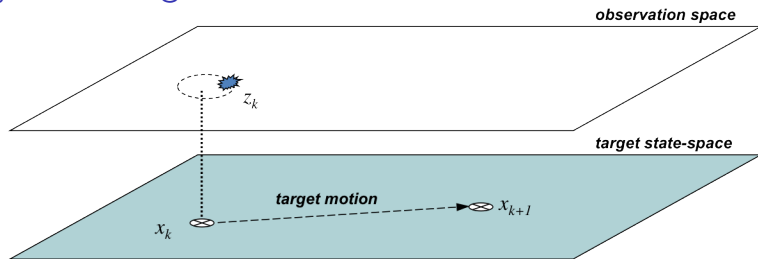 observation space
z_k
target state-space
target motion
x_{k+1}
x_k